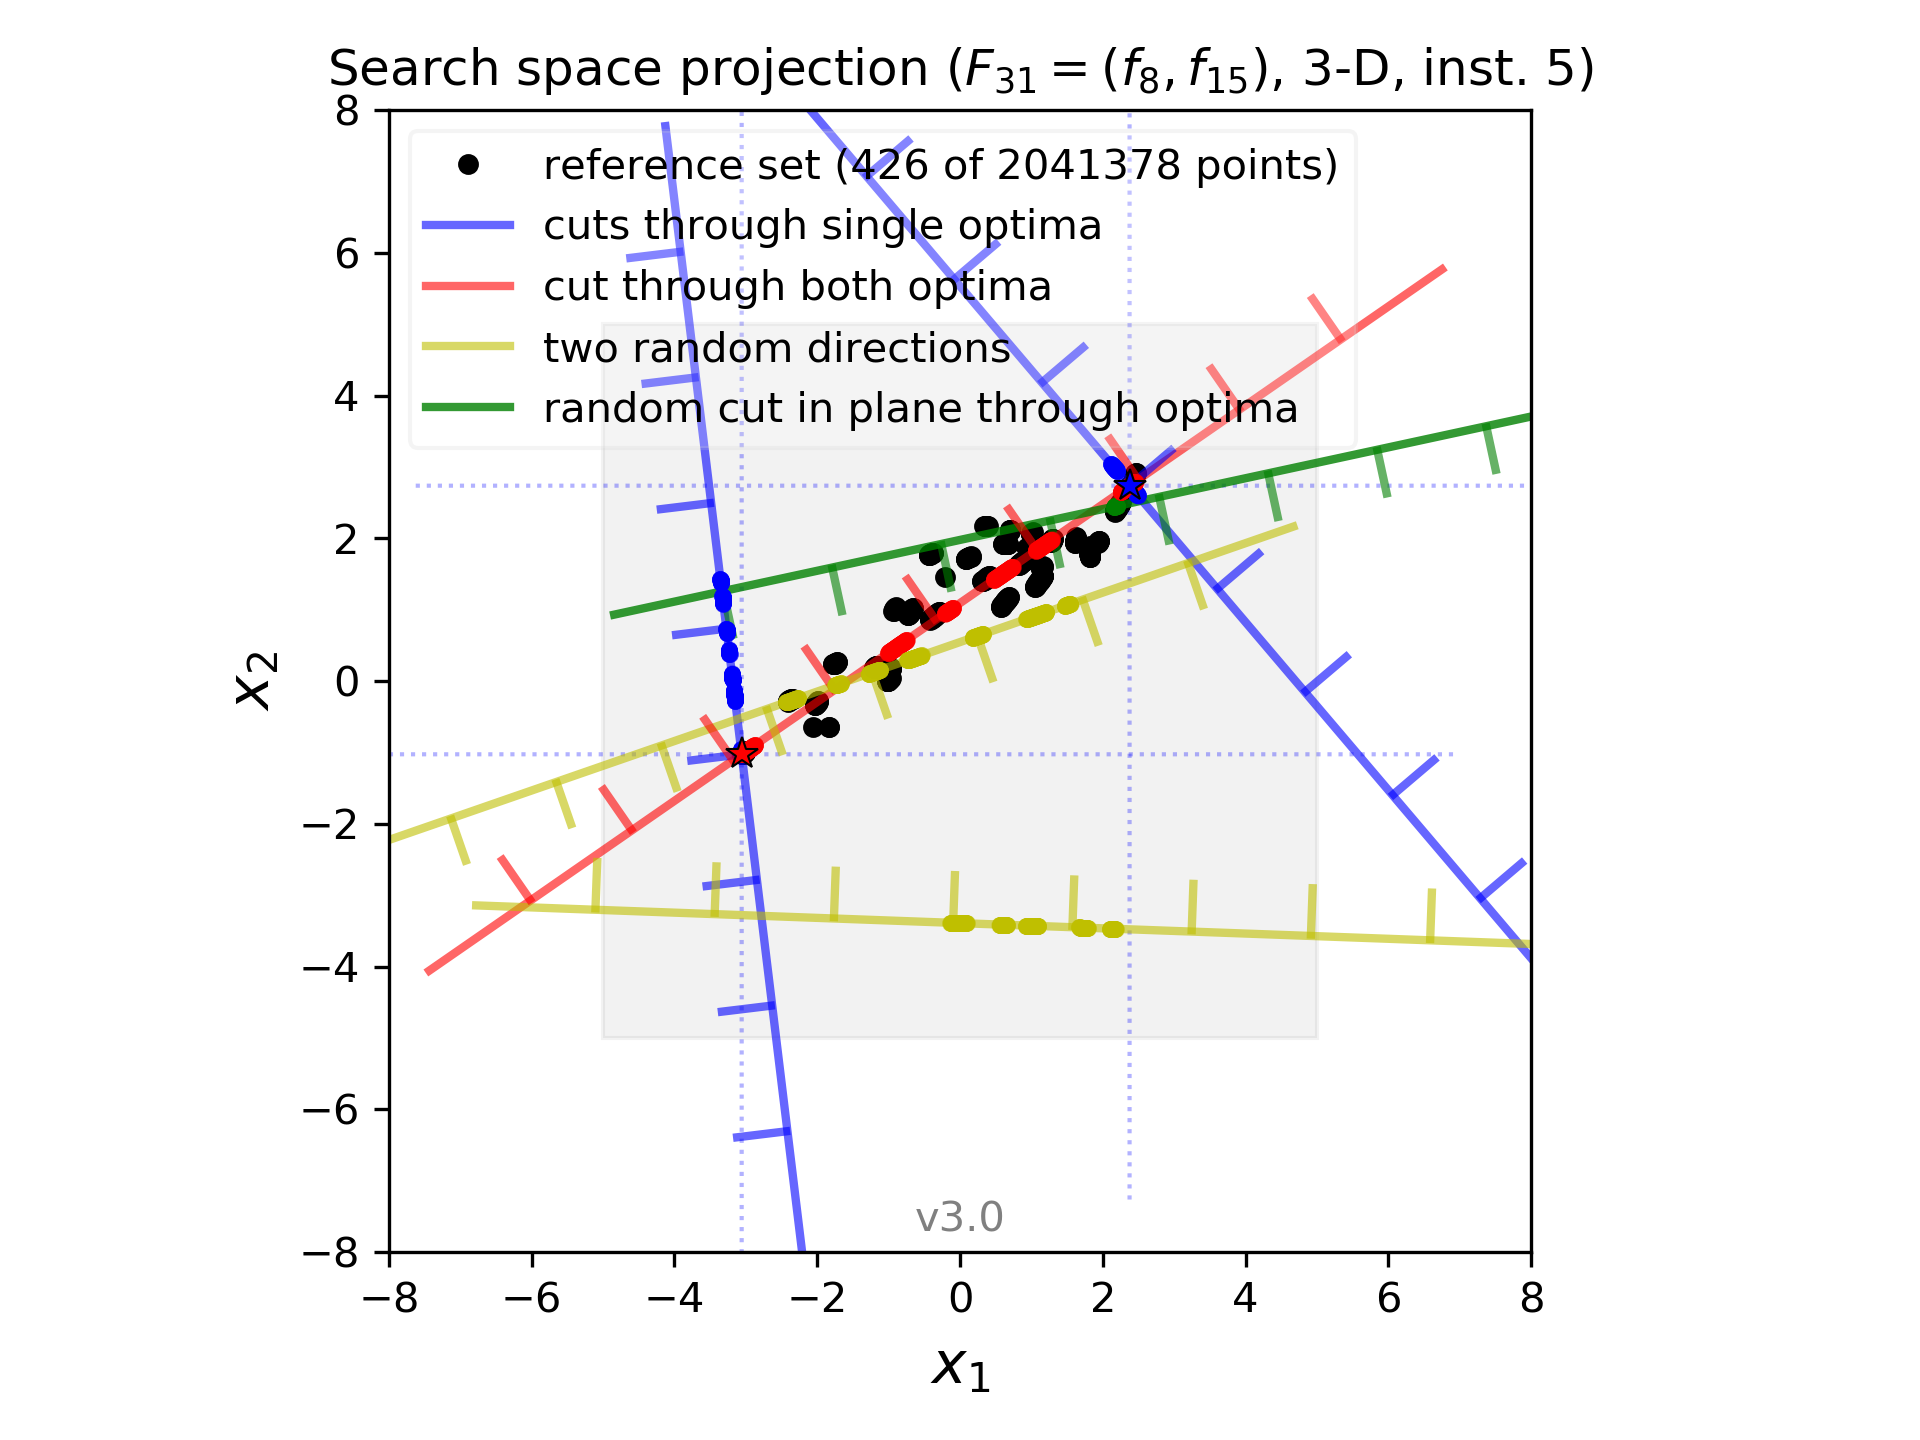 Search space projection (F31 = (f8, f15), 3-D, inst. 5)
reference set (426 of 2041378 points)
cuts through single optima
cut through both optima
two random directions
random cut in plane through optima
8
6
4
2
0
−2
−4
−6
−8
x2
v3.0
−8 −6 −4 −2 0 2 4 6 8
x1